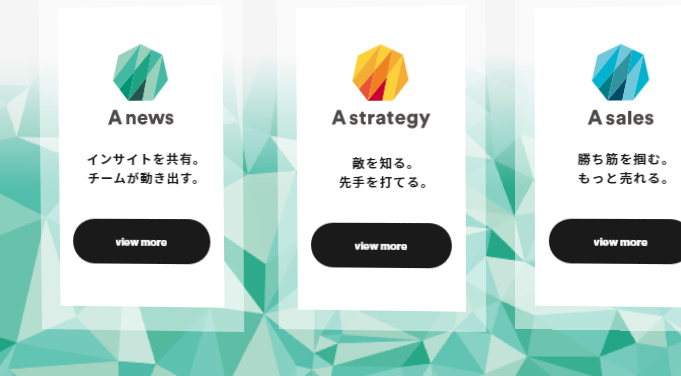 A news
インサイトを共有。
チームが動き出す。
view more
A strategy
敵を知る。
先手を打てる。
view more
A sales
勝ち筋を掴む。
もっと売れる。
view more